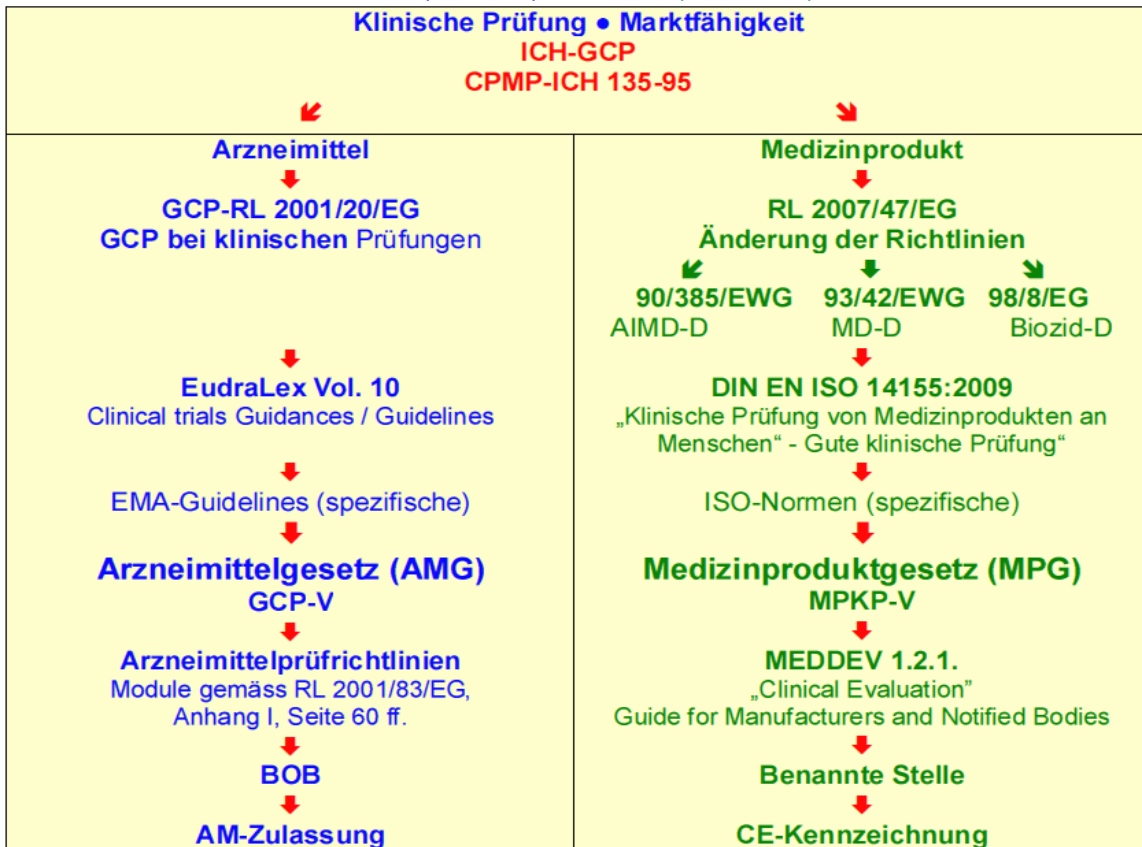 Klinische Prüfung ● Marktfähigkeit
ICH-GCP
CPMP-ICH 135-95
Arzneimittel
GCP-RL 2001/20/EG
GCP bei klinischen Prüfungen
EudraLex Vol. 10
Clinical trials Guidances / Guidelines
EMA-Guidelines (spezifische)
Arzneimittelgesetz (AMG)
GCP-V
Arzneimittelprüfrichtlinien
Module gemäss RL 2001/83/EG,
Anhang I, Seite 60 ff.
BOB
AM-Zulassung
Medizinprodukt
RL 2007/47/EG
Änderung der Richtlinien
90/385/EWG 93/42/EWG 98/8/EG
AIMD-D MD-D Biozid-D
DIN EN ISO 14155:2009
„Klinische Prüfung von Medizinprodukten an
Menschen“ - Gute klinische Prüfung“
ISO-Normen (spezifische)
Medizinproduktgesetz (MPG)
MPKP-V
MEDDEV 1.2.1.
„Clinical Evaluation”
Guide for Manufacturers and Notified Bodies
Benannte Stelle
CE-Kennzeichnung